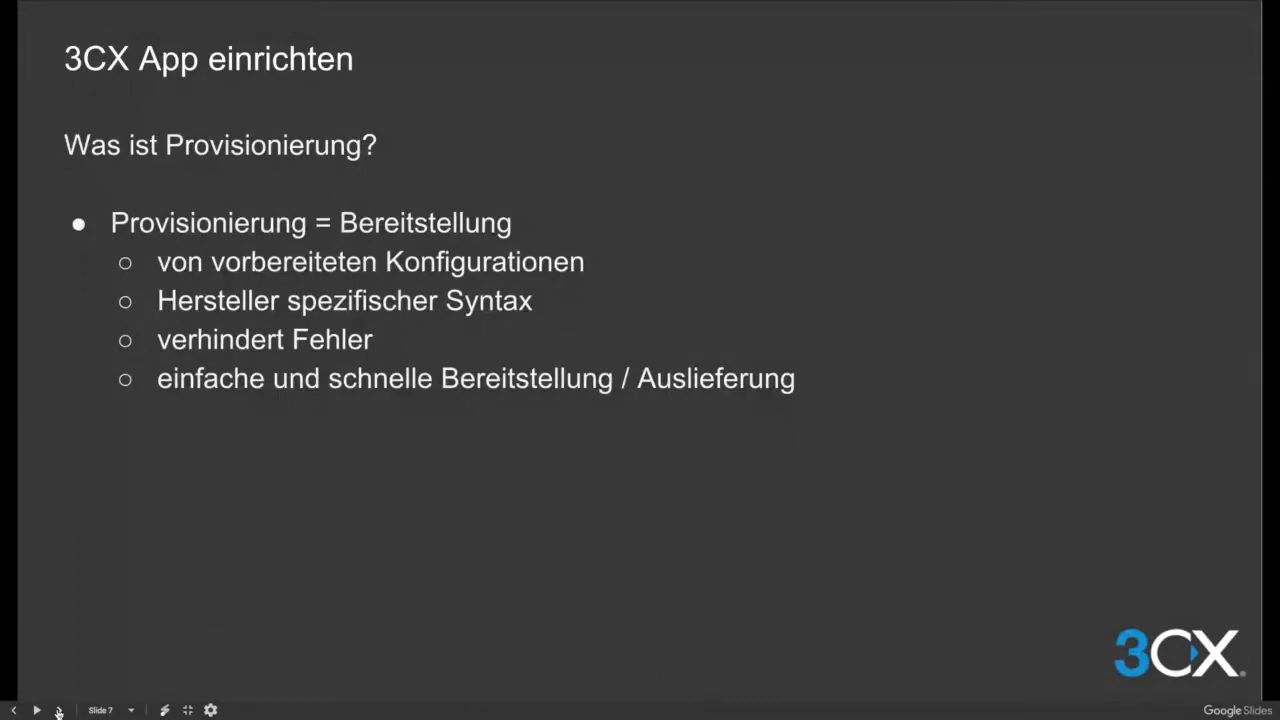 3CX App einrichten
Was ist Provisionierung?
● Provisionierung = Bereitstellung
○ von vorbereiteten Konfigurationen
○ Hersteller spezifischer Syntax
○ verhindert Fehler
○ einfache und schnelle Bereitstellung / Auslieferung
3CX
Slide 7
Google Slides